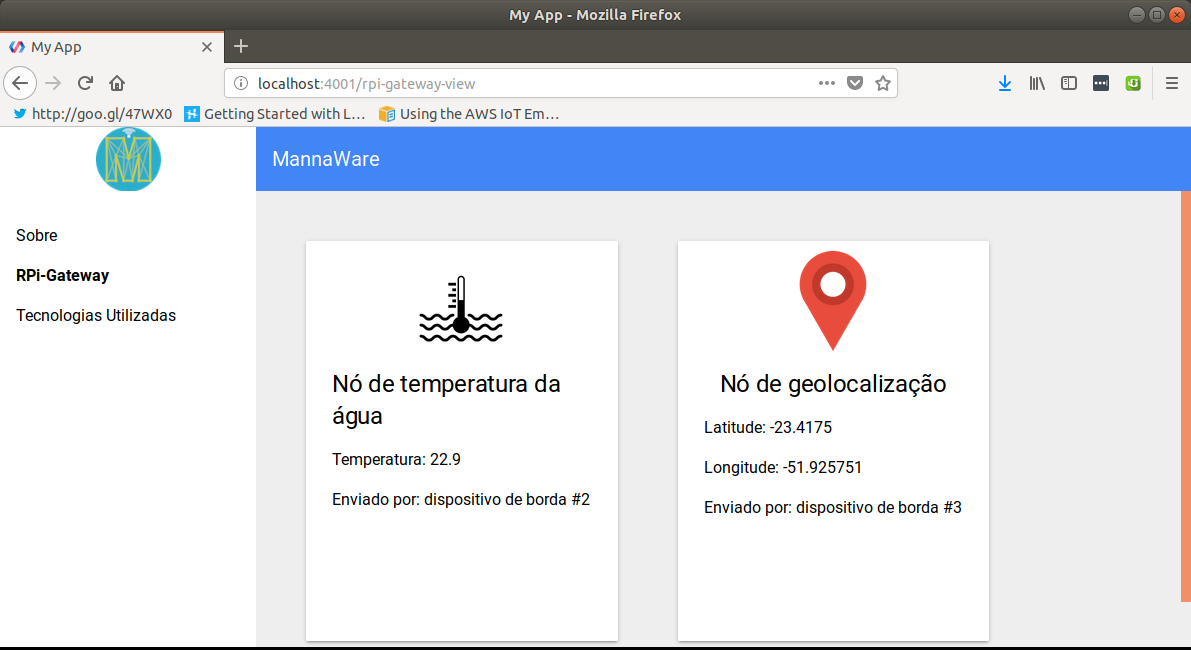 My App - Mozilla Firefox
My App
localhost:4001/rpi-gateway-view
http://goo.gl/47WX0 Getting Started with L… Using the AWS IoT Em…
M
MannaWare
Sobre
RPi-Gateway
Tecnologias Utilizadas
Nó de temperatura da
água
Temperatura: 22.9
Enviado por: dispositivo de borda #2
Nó de geolocalização
Latitude: -23.4175
Longitude: -51.925751
Enviado por: dispositivo de borda #3